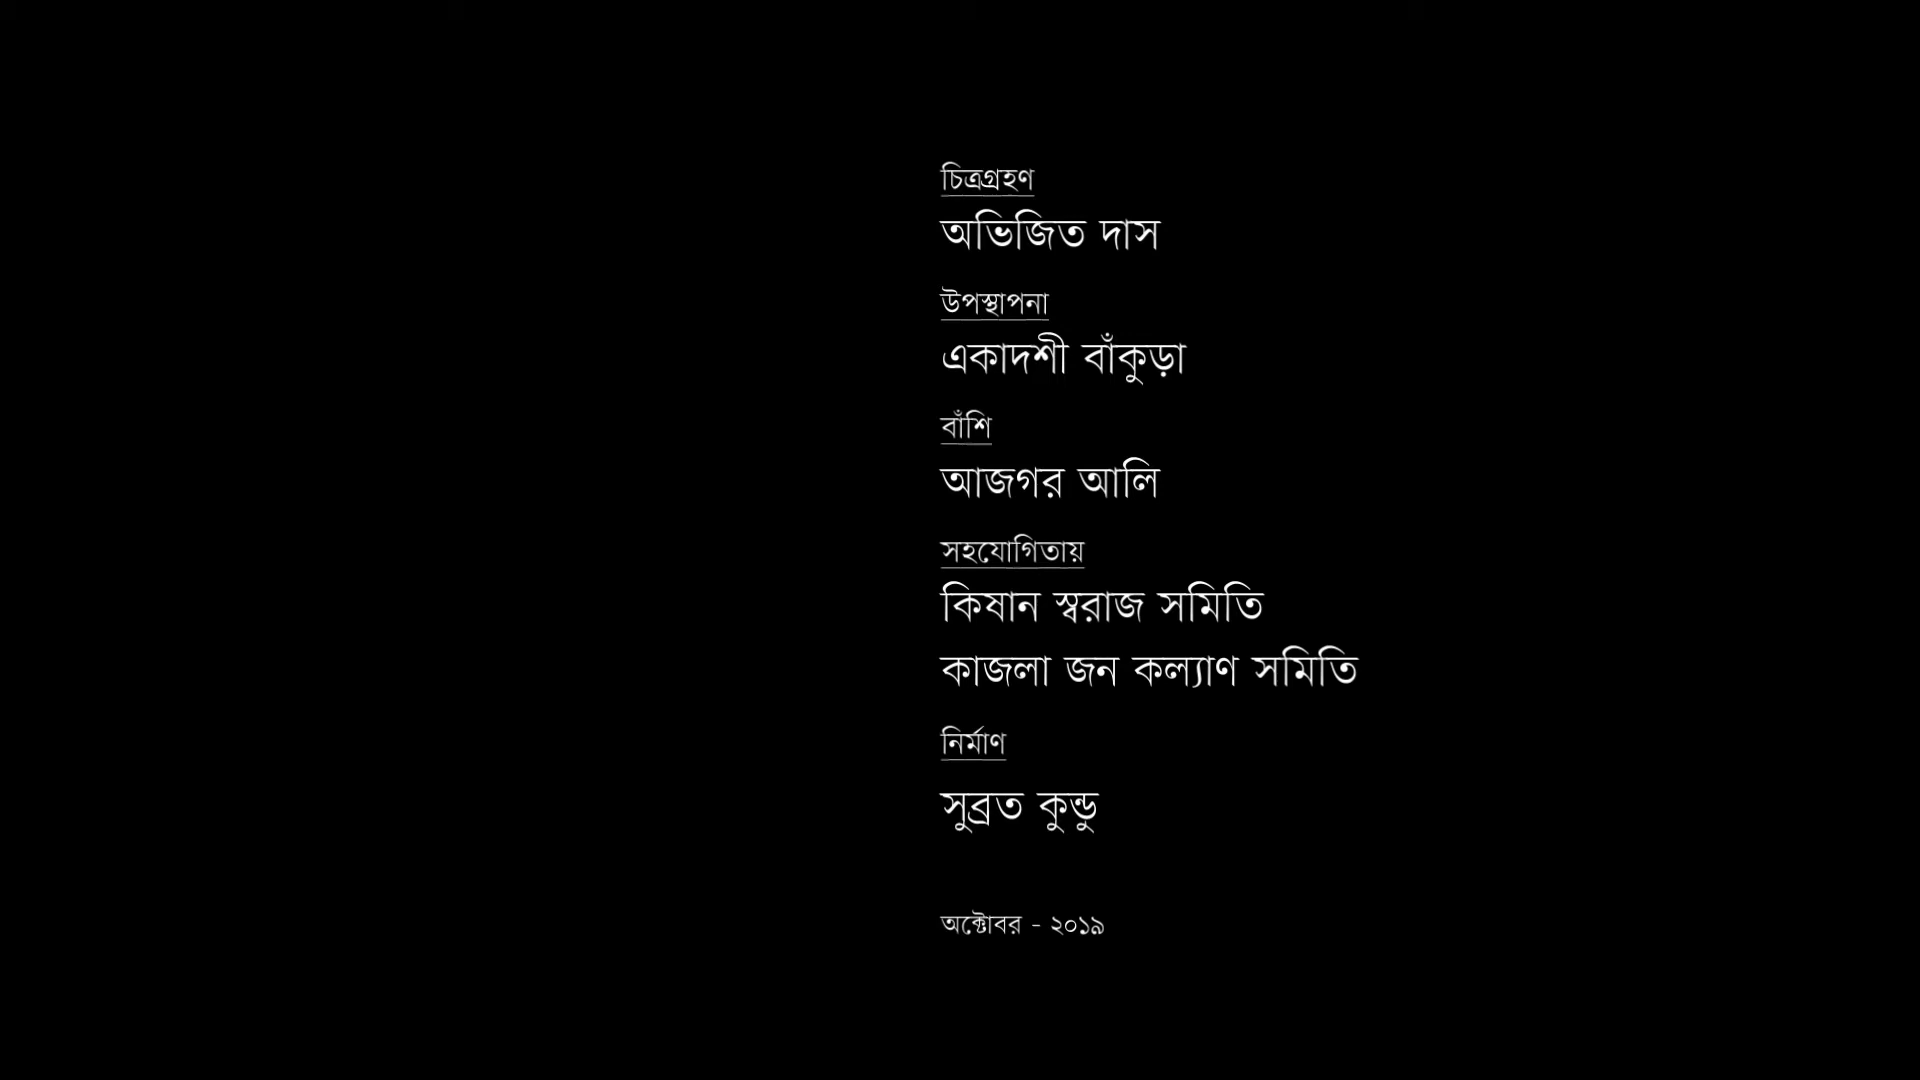 চিত্রগ্রহণ
অভিজিত দাস
উপস্থাপনা
একাদশী বাঁকুড়া
বাঁশি
আজগর আলি
সহযোগিতায়
কিষান স্বরাজ সমিতি
কাজলা জন কল্যাণ সমিতি
নির্মাণ
সুব্রত কুন্ডু
অক্টোবর - ২০১৯